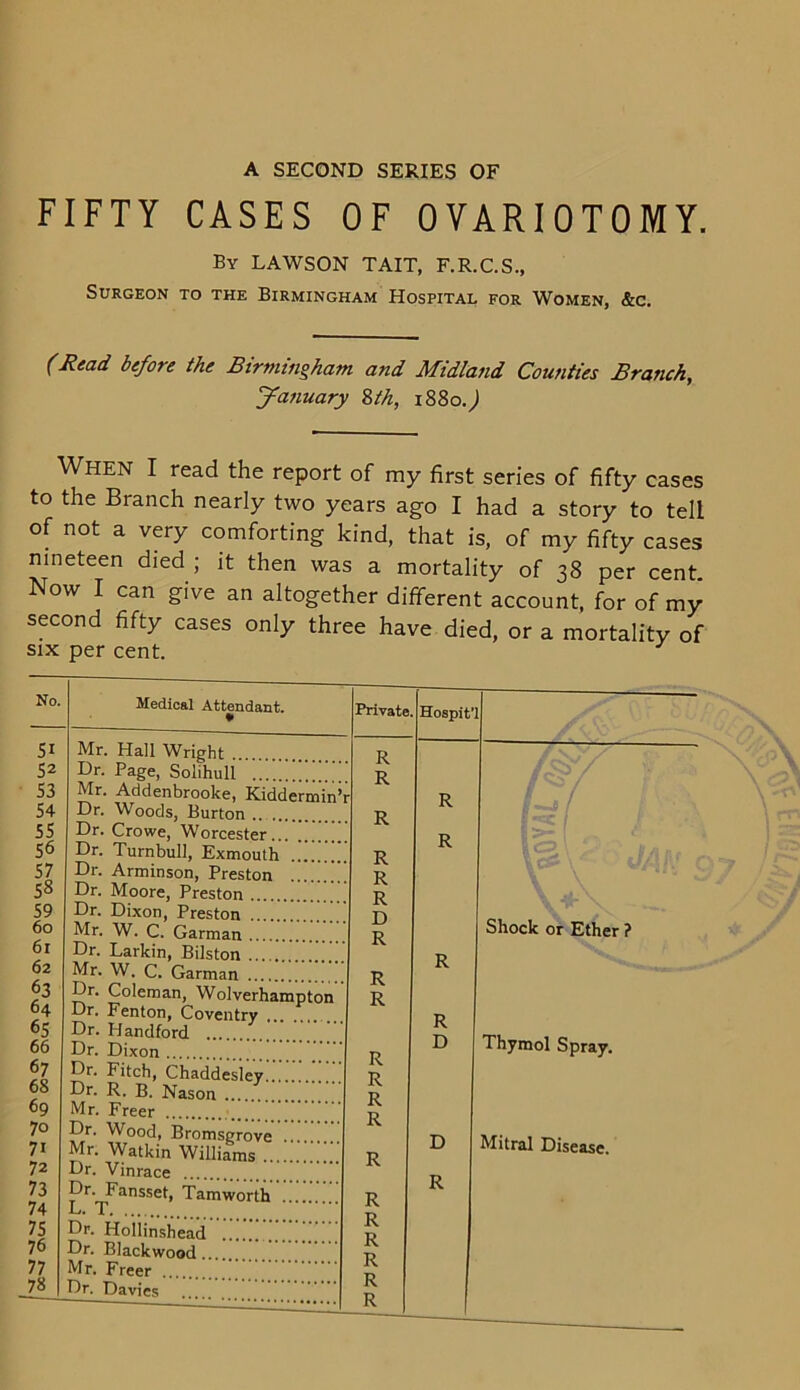 A SECOND SERIES OF
FIFTY CASES OF OVARIOTOMY.
By LAWSON TAIT, F.R.C.S.,
Surgeon to the Birmingham Hospital for Women, &c.
(Read before the Birmingham and Midland Counties Branch,
January 8th, 1880.)
When I read the report of my first series of fifty cases
to the Branch nearly two years ago I had a story to tell
of not a very comforting kind, that is, of my fifty cases
nineteen died ; it then was a mortality of 38 per cent.
Now I can give an altogether different account, for of my
second fifty cases only three have died, or a mortality of
six per cent.
No. Medical Attendant. Private. Hospit'l
51 Mr. Hall Wright R
52 Dr. Page, Solihull R
53 Mr. Addenbrooke, Kiddermin'r R
54 Dr. Woods, Burton R
55 Dr. Crowe, Worcester R
56 Dr. Turnbull, Exmouth R
57 Dr. Arminson, Preston R
58 Dr. Moore, Preston R
59 Dr. Dixon, Preston D Shock or Ether ?
60 Mr. W. C. Garman R
61 Dr. Larkin, Bilston R
62 Mr. W. C. Garman R
63 Dr. Coleman, Wolverhampton R
64 Dr. Fenton, Coventry R
65 Dr. Handford D Thymol Spray.
66 Dr. Dixon R
67 Dr. Fitch, Chaddesley R
68 Dr. R. B. Nason R
69 Mr. Freer R
70 Dr. Wood, Bromsgrove D Mitral Disease.
71 Mr. Watkin Williams R
72 Dr. Vinrace R
73 Dr. Fansset, Tamworth R
74 L. T. R
75 Dr. Hollinshead R
76 Dr. Blackwood R
77 Mr. Freer R
78 Dr. Davies R